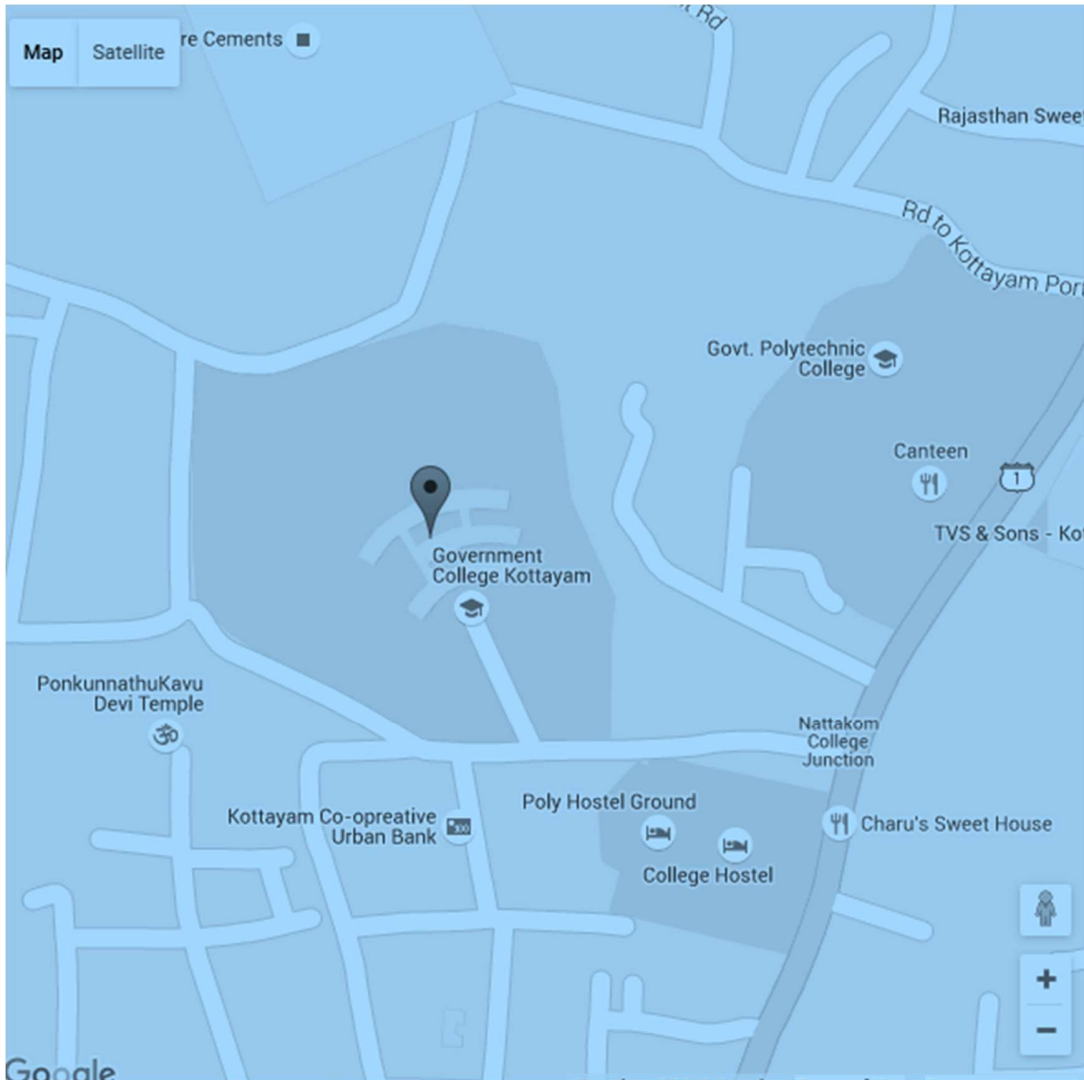 Rd
re Cements
Map
Satellite
Rajasthan Swee
Rd to Kottayam Por
Govt. Polytechnic
College
Canteen
1
TVS & Sons - Ko
Government
College Kottayam
PonkunnathuKavu
Devi Temple
Nattakom
College
Junction
Poly Hostel Ground
Kottayam Co-opreative
Urban Bank
Charu's Sweet House
College Hostel
+
−
Google